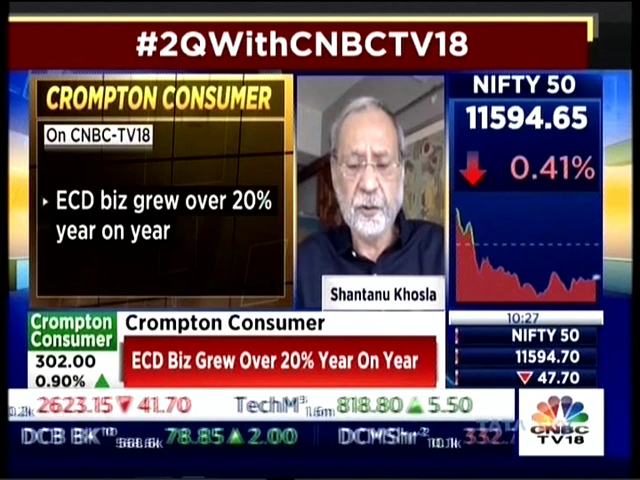 #2QWithCNBCTV18
CROMPTON CONSUMER
On CNBC-TV18
ECD biz grew over 20%
year on year
Shantanu Khosla
NIFTY 50
11594.65
0.41%
10:27
NIFTY 50
11594.70
47.70
Crompton
Consumer
302.00
0.90%
Crompton Consumer
ECD Biz Grew Over 20% Year On Year
2623.15 41.70 TechM 818.80 5.50
DCB BK 78.85 2.00 DCMShr 332.
CNBC
TV18